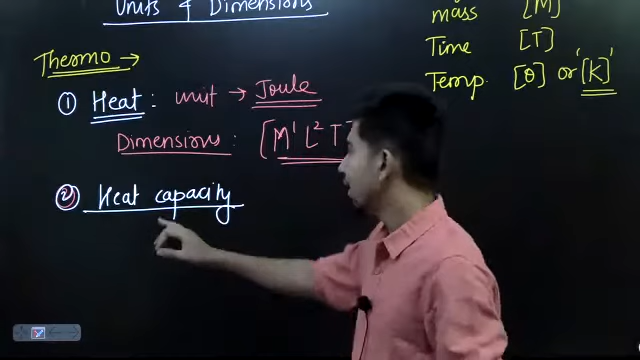 Units & Dimensions
mass [M]
Time [T]
Temp. [θ] or '[K]'
Thermo →
① Heat : unit → Joule
Dimensions : [M¹ L² T
② Heat capacity